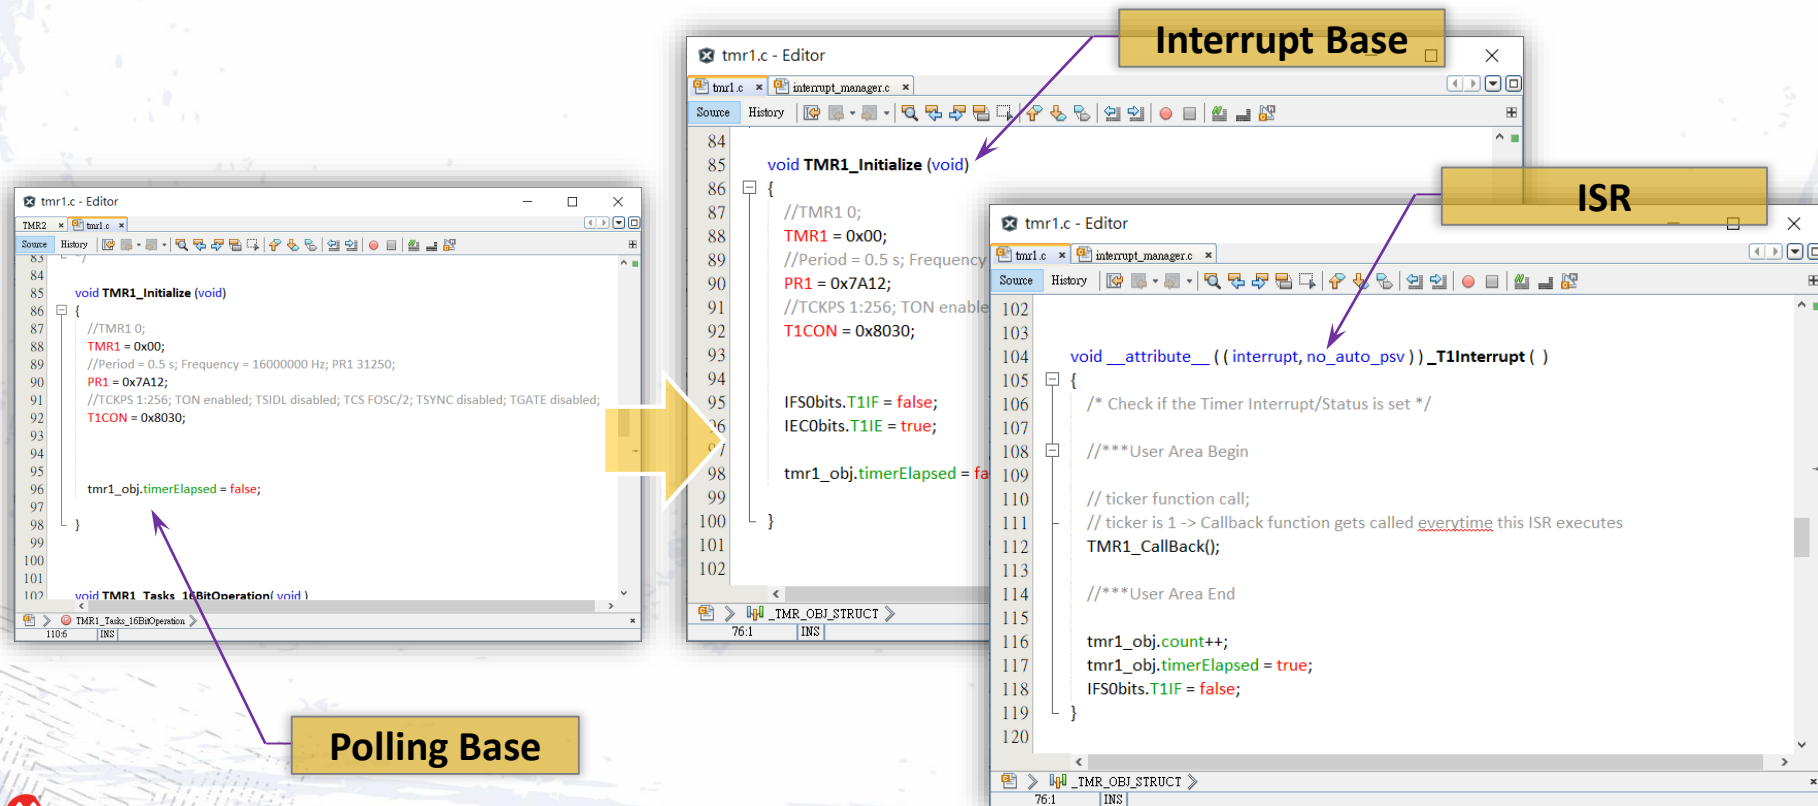 Interrupt Base
ISR
Polling Base
tmr1.c - Editor
TMR2 × tmr1.c ×
Source History
83 */
84
85 void TMR1_Initialize (void)
86 {
87 //TMR1 0;
88 TMR1 = 0x00;
89 //Period = 0.5 s; Frequency = 16000000 Hz; PR1 31250;
90 PR1 = 0x7A12;
91 //TCKPS 1:256; TON enabled; TSIDL disabled; TCS FOSC/2; TSYNC disabled; TGATE disabled;
92 T1CON = 0x8030;
93
94
95
96 tmr1_obj.timerElapsed = false;
97
98 }
99
100
101
102 void TMR1_Tasks_16BitOperation( void )
TMR1_Tasks_16BitOperation
110:6 INS
tmr1.c - Editor
tmr1.c × interrupt_manager.c ×
Source History
84
85 void TMR1_Initialize (void)
86 {
87 //TMR1 0;
88 TMR1 = 0x00;
89 //Period = 0.5 s; Frequency
90 PR1 = 0x7A12;
91 //TCKPS 1:256; TON enable
92 T1CON = 0x8030;
93
94
95 IFS0bits.T1IF = false;
96 IEC0bits.T1IE = true;
97
98 tmr1_obj.timerElapsed = fa
99
100 }
101
102
_TMR_OBJ_STRUCT
76:1 INS
tmr1.c - Editor
tmr1.c × interrupt_manager.c ×
Source History
102
103
104 void __attribute__ ( ( interrupt, no_auto_psv ) ) _T1Interrupt ( )
105 {
106 /* Check if the Timer Interrupt/Status is set */
107
108 //***User Area Begin
109
110 // ticker function call;
111 // ticker is 1 -> Callback function gets called everytime this ISR executes
112 TMR1_CallBack();
113
114 //***User Area End
115
116 tmr1_obj.count++;
117 tmr1_obj.timerElapsed = true;
118 IFS0bits.T1IF = false;
119 }
120
_TMR_OBJ_STRUCT
76:1 INS